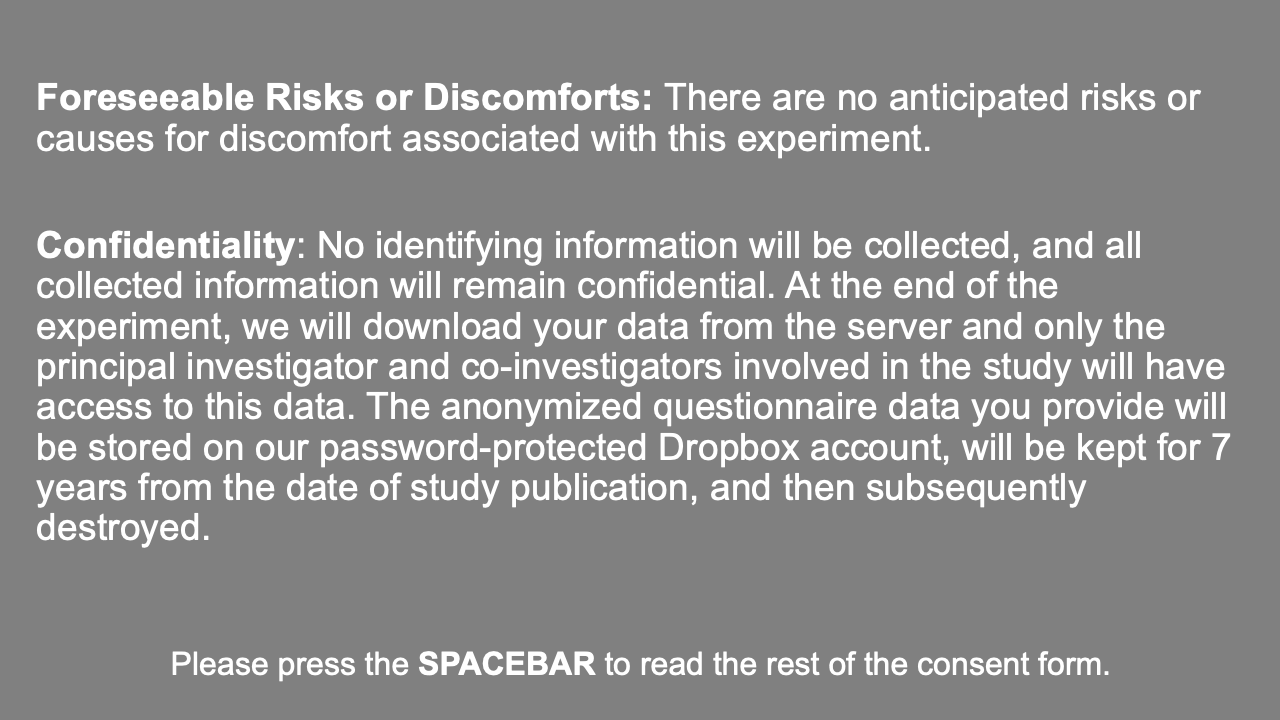 Foreseeable Risks or Discomforts: There are no anticipated risks or
causes for discomfort associated with this experiment.
Confidentiality: No identifying information will be collected, and all
collected information will remain confidential. At the end of the
experiment, we will download your data from the server and only the
principal investigator and co-investigators involved in the study will have
access to this data. The anonymized questionnaire data you provide will
be stored on our password-protected Dropbox account, will be kept for 7
years from the date of study publication, and then subsequently
destroyed.
Please press the SPACEBAR to read the rest of the consent form.